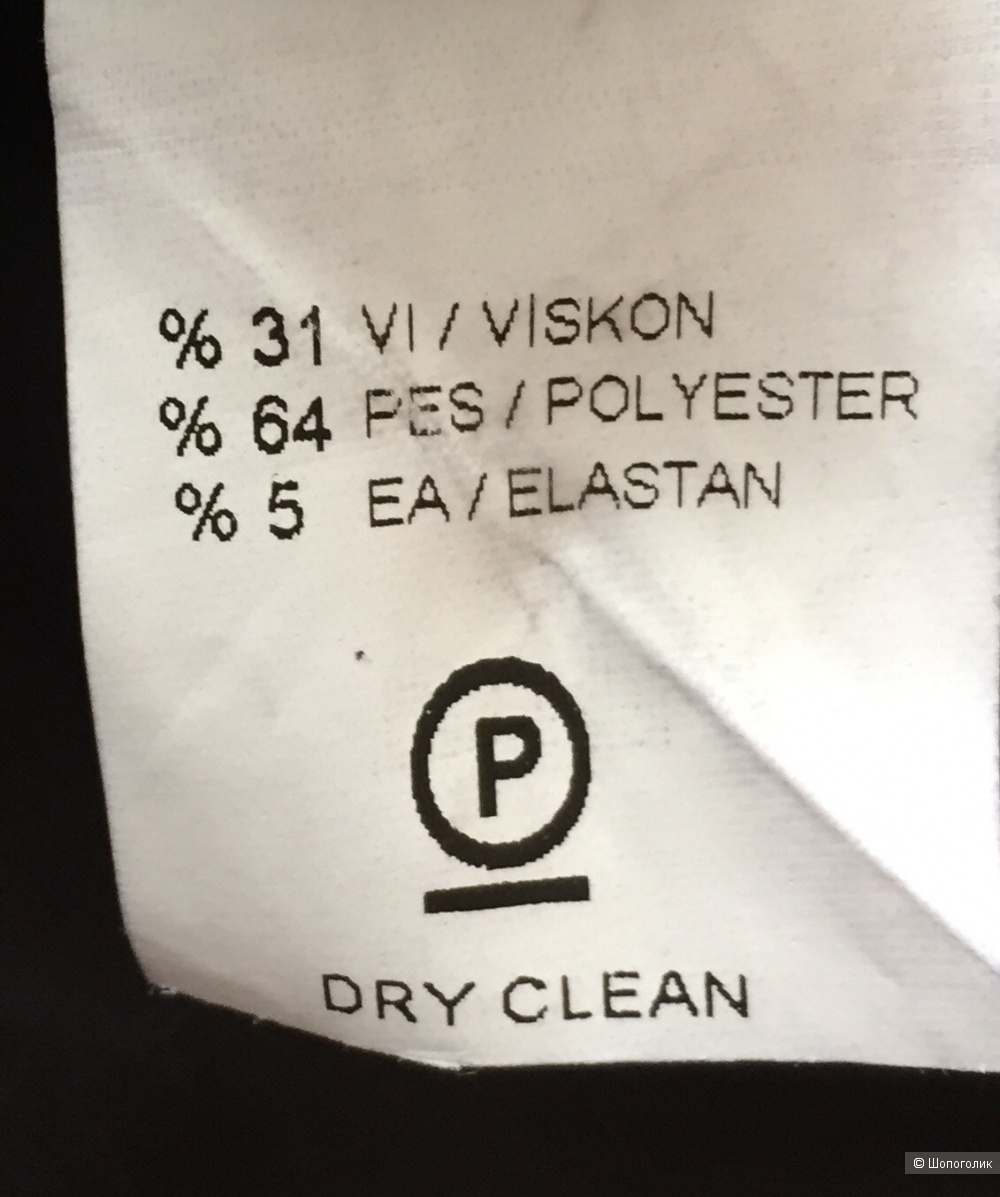 % 31 VI / VISKON
% 64 PES / POLYESTER
% 5 EA / ELASTAN
P
DRY CLEAN
© Шопоголик